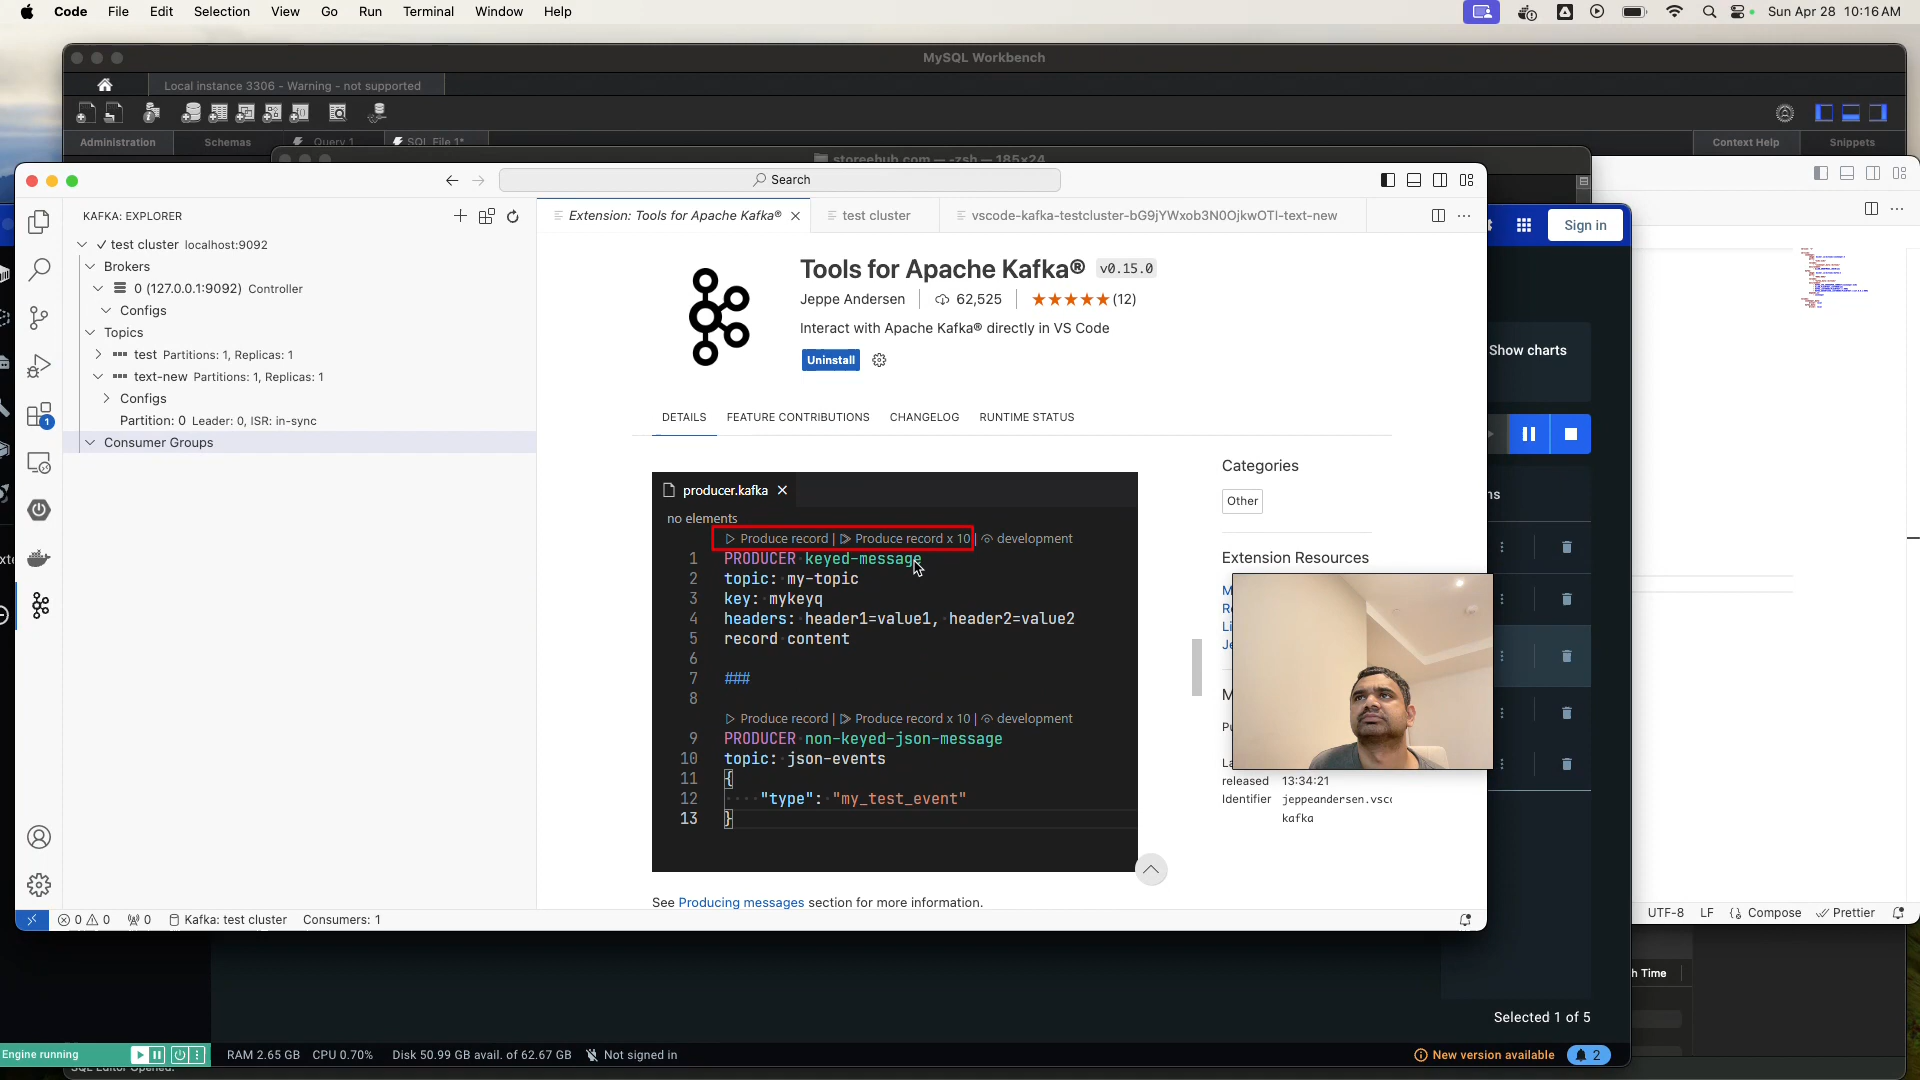 Code File Edit Selection View Go Run Terminal Window Help
Sun Apr 28 10:16 AM
MySQL Workbench
Local instance 3306 - Warning - not supported
Administration Schemas Query 1 SQL File 1*
Context Help Snippets
storeehub.com — -zsh — 185x24
Search
KAFKA: EXPLORER
Extension: Tools for Apache Kafka®
test cluster
vscode-kafka-testcluster-bG9jYWxob3N0OjkwOTI-text-new
Sign in
test cluster localhost:9092
Brokers
0 (127.0.0.1:9092) Controller
Configs
Topics
test Partitions: 1, Replicas: 1
text-new Partitions: 1, Replicas: 1
Configs
Partition: 0 Leader: 0, ISR: in-sync
Consumer Groups
Tools for Apache Kafka® v0.15.0
Jeppe Andersen 62,525 (12)
Interact with Apache Kafka® directly in VS Code
Uninstall
Show charts
DETAILS FEATURE CONTRIBUTIONS CHANGELOG RUNTIME STATUS
Categories
Other
Extension Resources
producer.kafka
no elements
Produce record | Produce record x 10 | development
1 PRODUCER keyed-message
2 topic: my-topic
3 key: mykeyq
4 headers: header1=value1, header2=value2
5 record content
6
7 ###
8
Produce record | Produce record x 10 | development
9 PRODUCER non-keyed-json-message
10 topic: json-events
11 {
12 "type": "my_test_event"
13 }
released 13:34:21
Identifier jeppeandersen.vsc
kafka
See Producing messages section for more information.
1
0 0 0 Kafka: test cluster Consumers: 1
UTF-8 LF {} Compose Prettier
h Time
Selected 1 of 5
Engine running
RAM 2.65 GB CPU 0.70% Disk 50.99 GB avail. of 62.67 GB Not signed in
New version available 2
SQL Editor Opened.